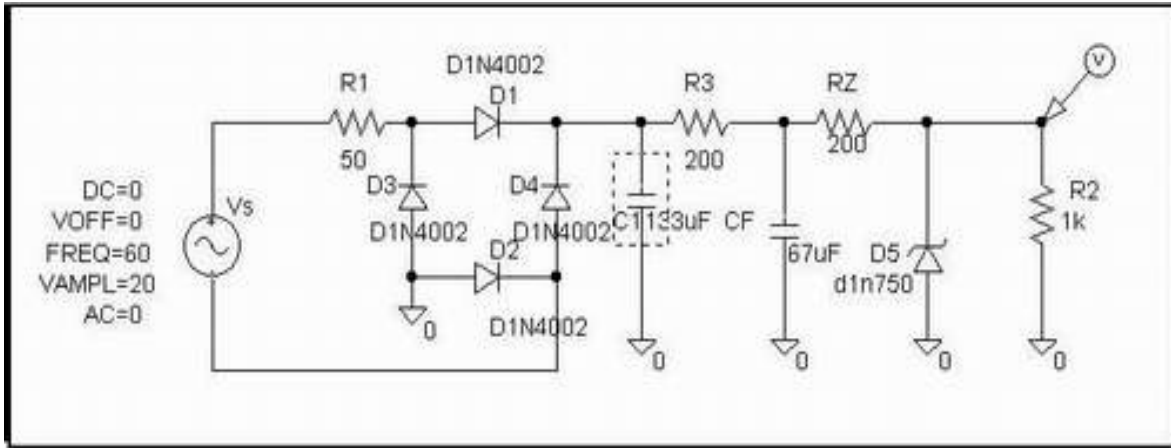 D1N4002
D1
R1
50
R3
200
RZ
200
V
DC=0
VOFF=0
FREQ=60
VAMPL=20
AC=0
Vs
D3
D1N4002
D4
D1N4002
D2
D1N4002
0
C1 133uF
0
CF
67uF
0
D5
d1n750
0
R2
1k
0